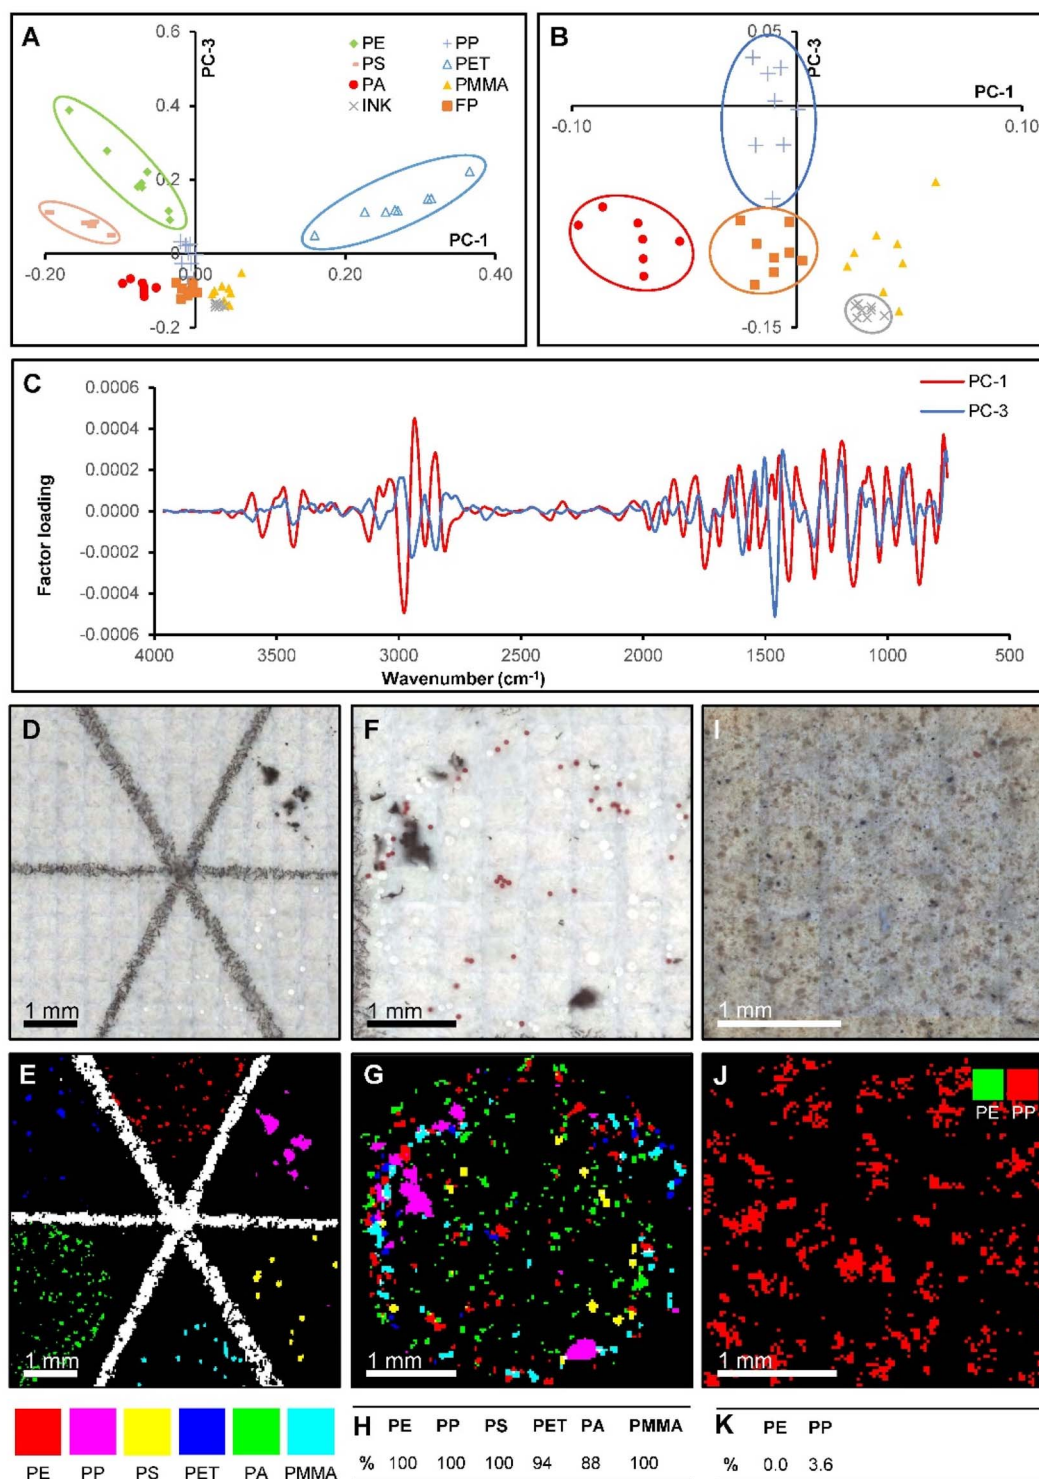 A
0.6
PC-3
PE
PP
PS
PET
PA
PMMA
INK
FP
0.4
0.2
PC-1
0
-0.20
0.00
0.20
0.40
-0.2
B
0.05
PC-3
PC-1
-0.10
0.10
-0.15
C
0.0006
0.0004
0.0002
0.0000
-0.0002
-0.0004
-0.0006
Factor loading
PC-1
PC-3
4000
3500
3000
2500
2000
1500
1000
500
Wavenumber (cm-1)
D
1 mm
F
1 mm
I
1 mm
E
1 mm
G
1 mm
J
PE PP
1 mm
PE PP PS PET PA PMMA
H PE PP PS PET PA PMMA
% 100 100 100 94 88 100
K PE PP
% 0.0 3.6